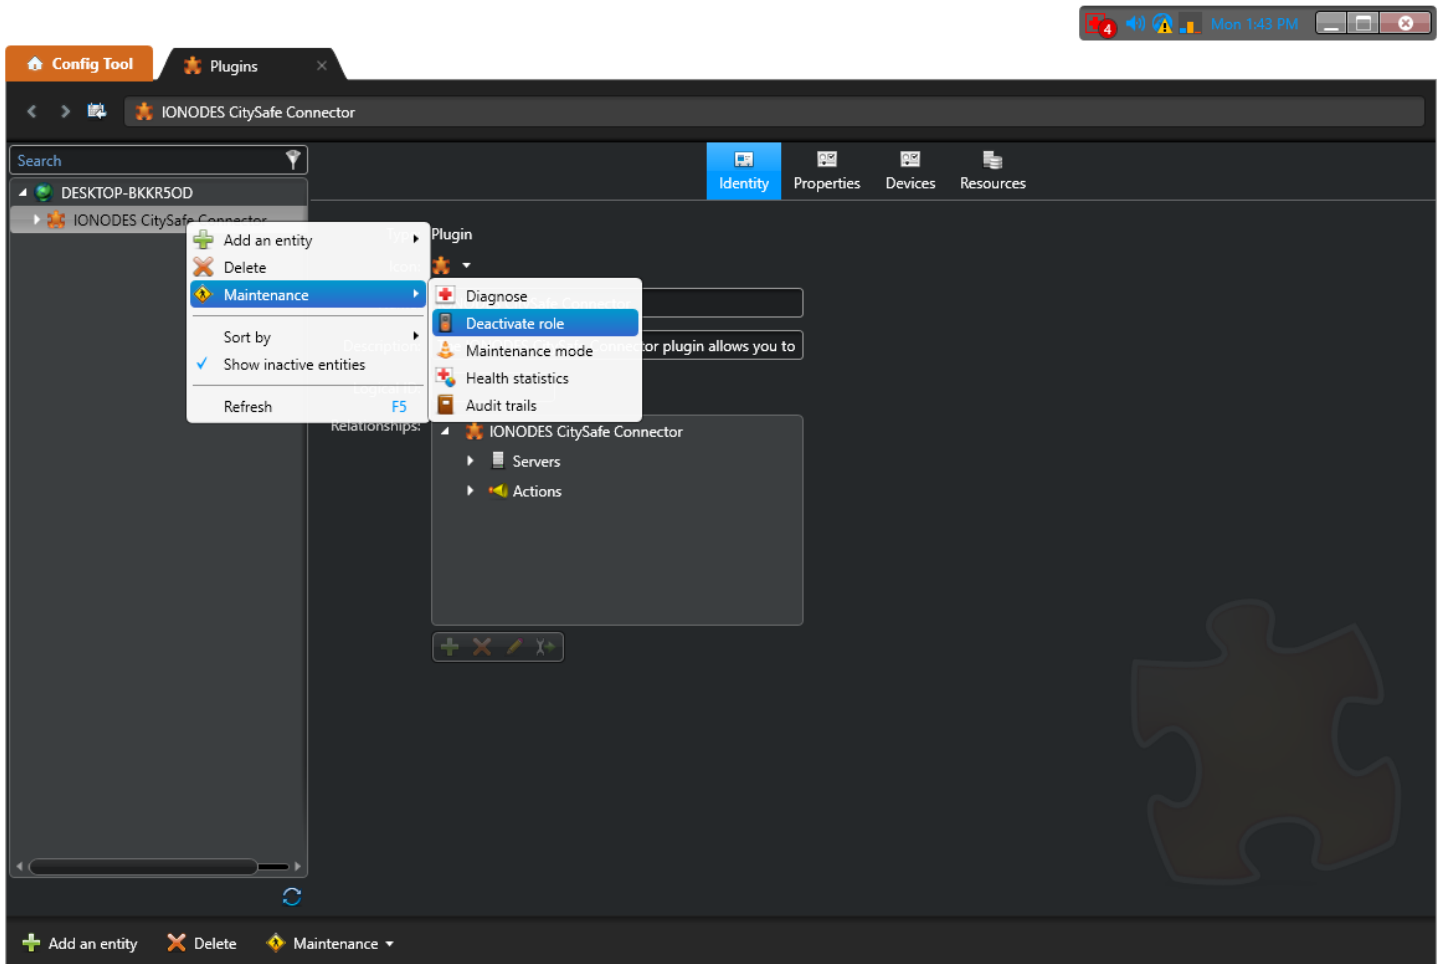 4
Mon 1:43 PM
Config Tool
Plugins
IONODES CitySafe Connector
Search
DESKTOP-BKKR5OD
IONODES CitySafe Connector
Identity
Properties
Devices
Resources
Plugin
Add an entity
Delete
Maintenance
Sort by
Show inactive entities
Refresh F5
Diagnose
Deactivate role
Maintenance mode
Health statistics
Audit trails
Description:
or plugin allows you to
Relationships:
IONODES CitySafe Connector
Servers
Actions
Add an entity
Delete
Maintenance